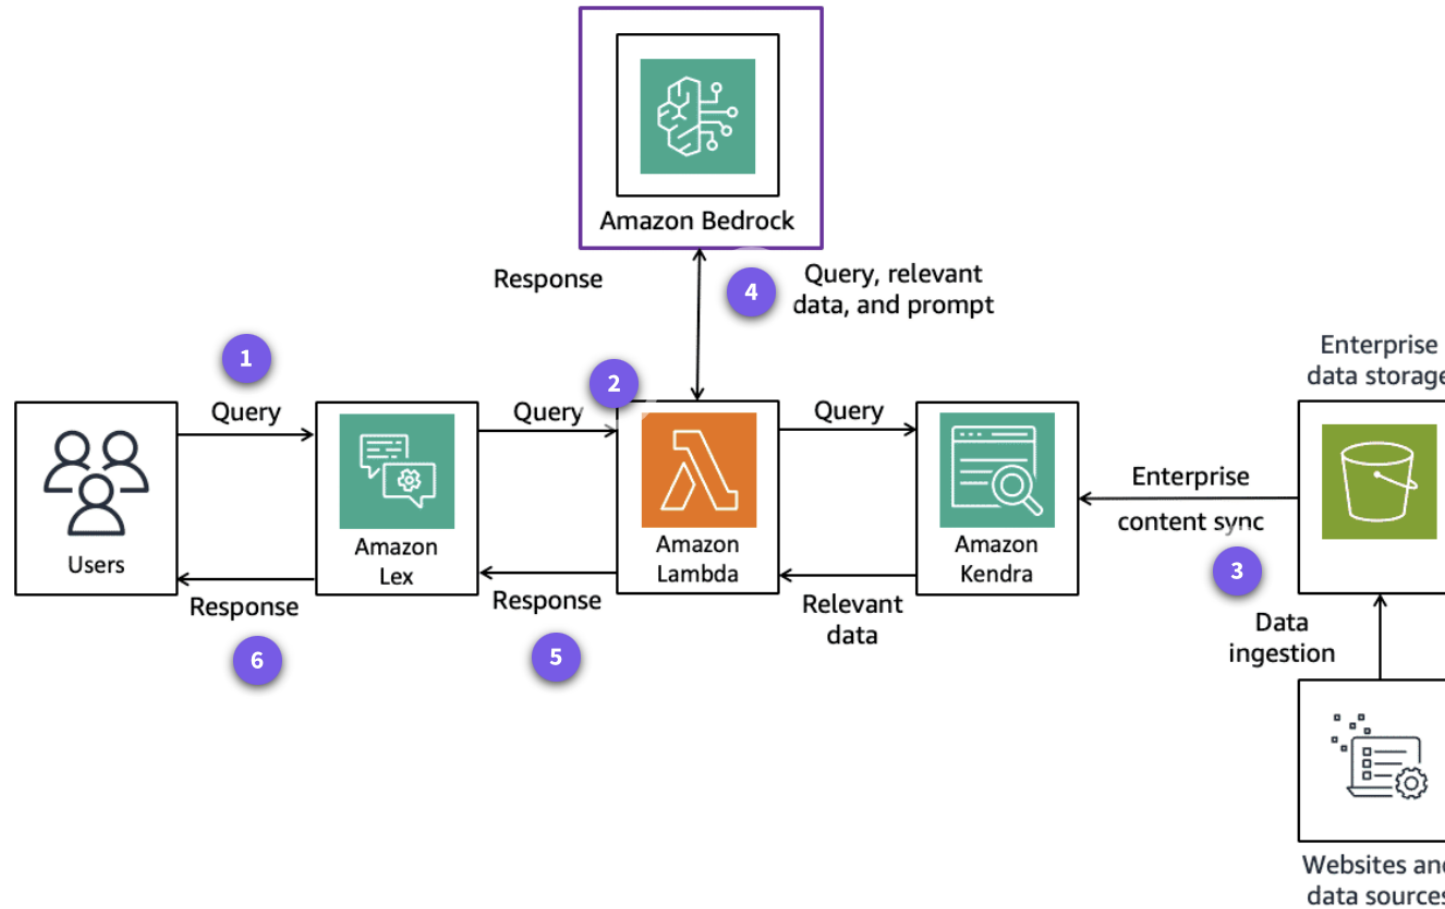 Amazon Bedrock
Response
4
Query, relevant
data, and prompt
1
2
Enterprise
data storage
Query
Query
Query
Enterprise
content sync
Amazon
Lex
Amazon
Lambda
Amazon
Kendra
Users
3
Response
Response
Relevant
data
Data
ingestion
6
5
Websites and
data sources